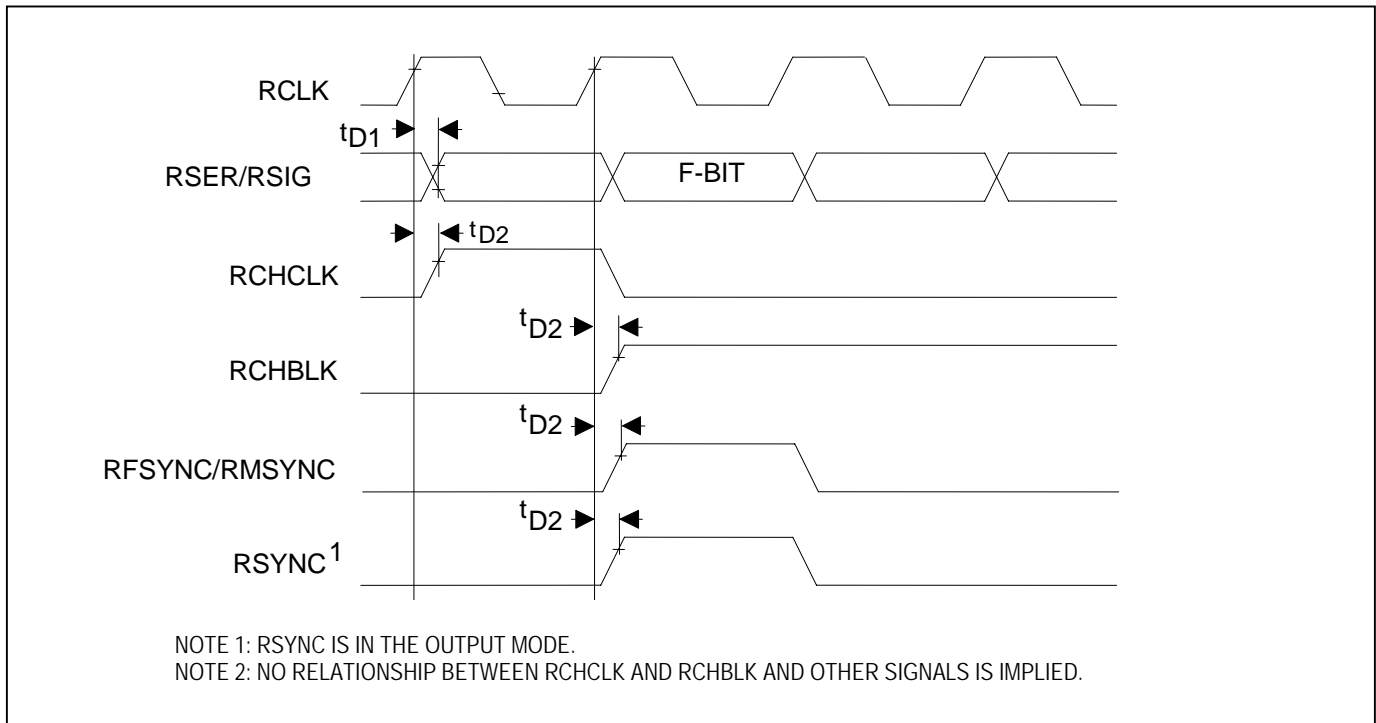 RCLK
tD1
RSER/RSIG
F-BIT
tD2
RCHCLK
tD2
RCHBLK
tD2
RFSYNC/RMSYNC
tD2
RSYNC1
NOTE 1: RSYNC IS IN THE OUTPUT MODE.
NOTE 2: NO RELATIONSHIP BETWEEN RCHCLK AND RCHBLK AND OTHER SIGNALS IS IMPLIED.